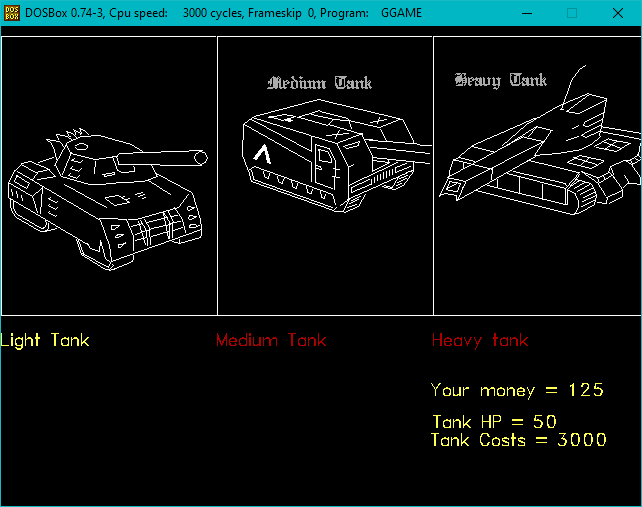 DOSBox 0.74-3, Cpu speed: 3000 cycles, Frameskip 0, Program: GGAME
Medium Tank
Heavy Tank
Light Tank
Medium Tank
Heavy tank
Your money = 125
Tank HP = 50
Tank Costs = 3000